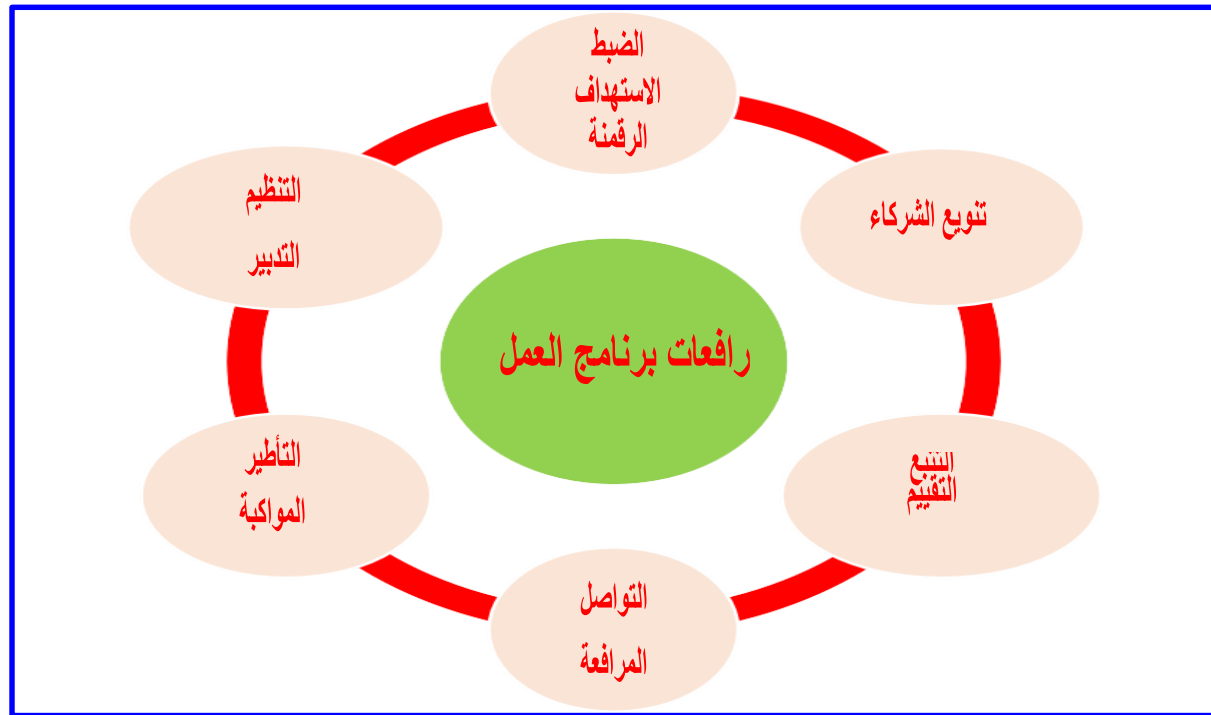 الضبط
الاستهداف
الرقمنة
تنويع الشركاء
التتبع
التقييم
التواصل
المرافعة
التأطير
المواكبة
التنظيم
التدبير
رافعات برنامج العمل